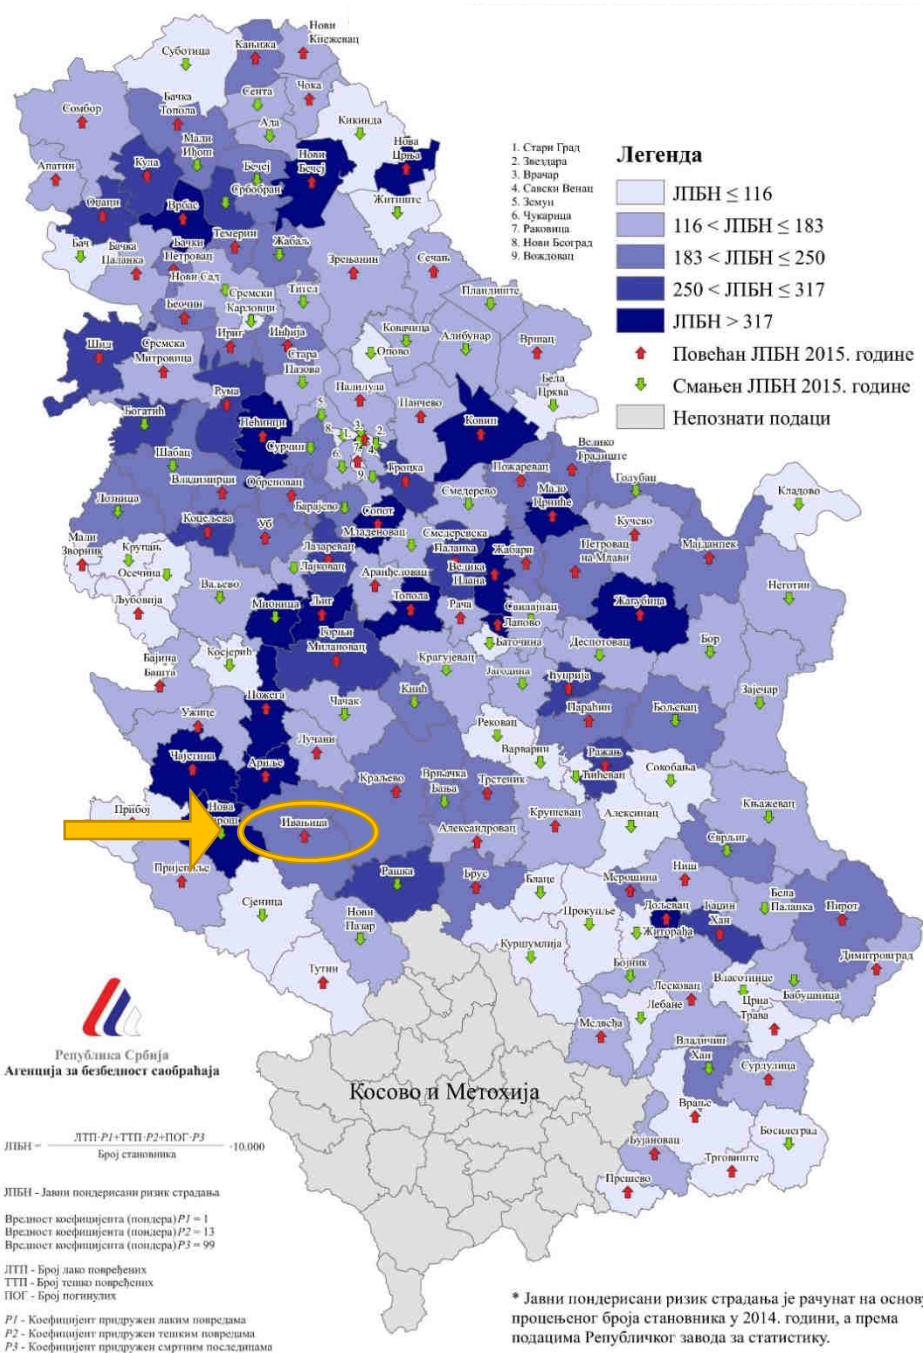 Нови
Кнежевац
Суботица
Кањижа
Сента
Чока
Бачка
Топола
Сомбор
Ада
Кикинда
Мали
Иђош
Нова
Црња
Апатин
Кула
Бечеј
Нови
Бечеј
Србобран
Оџаци
Врбас
Житиште
Темерин
Бач
Бачка
Паланка
Бачки
Петровац
Жабаљ
Зрењанин
Сечањ
Нови Сад
Тител
Пландиште
Беочин
Сремски
Карловци
Ковачица
Алибунар
Опово
Вршац
Шид
Сремска
Митровица
Ириг
Инђија
Стара
Пазова
Бела
Црква
Рума
Палилула
Панчево
Богатић
Пећинци
5.
8.
1.
3.
2.
7.
4.
6.
9.
Ковин
Сурчин
Шабац
Гроцка
Велико
Градиште
Пожаревац
Голубац
Владимирци
Обреновац
Смедерево
Мало
Црниће
Кладово
Лозница
Барајево
Сопот
Кучево
Коцељева
Уб
Младеновац
Смедеревска
Паланка
Жабари
Петровац
на Млави
Мајданпек
Мали
Зворник
Крупањ
Лазаревац
Осечина
Лајковац
Аранђеловац
Велика
Плана
Неготин
Ваљево
Љубовија
Мионица
Љиг
Топола
Рача
Свилајнац
Жагубица
Лапово
Баточина
Горњи
Милановац
Деспотовац
Бор
Косјерић
Крагујевац
Бајина
Башта
Јагодина
Ћуприја
Пожега
Чачак
Кнић
Параћин
Бољевац
Зајечар
Ужице
Рековац
Лучани
Варварин
Ражањ
Чајетина
Ариље
Ћићевац
Сокобања
Краљево
Врњачка
Бања
Трстеник
Прибој
Нова
Варош
Ивањица
Крушевац
Алексинац
Књажевац
Александровац
Сврљиг
Пријепоље
Рашка
Брус
Блаце
Мерошина
Ниш
Сјеница
Бела
Паланка
Нови
Пазар
Прокупље
Дољевац
Гаџин
Хан
Пирот
Житорађа
Куршумлија
Димитровград
Тутин
Бојник
Власотинце
Бабушница
Лесковац
Лебане
Црна
Трава
Медвеђа
Владичин
Хан
Сурдулица
Врање
Косово и Метохија
Босилеград
Бујановац
Трговиште
Прешево
1. Стари Град
2. Звездара
3. Врачар
4. Савски Венац
5. Земун
6. Чукарица
7. Раковица
8. Нови Београд
9. Вождовац
Легенда
ЈПБН ≤ 116
116 < ЈПБН ≤ 183
183 < ЈПБН ≤ 250
250 < ЈПБН ≤ 317
ЈПБН > 317
Повећан ЈПБН 2015. године
Смањен ЈПБН 2015. године
Непознати подаци
Република Србија
Агенција за безбедност саобраћаја
ЈПБН = ЛТП·P1+ТТП·P2+ПОГ·P3 ·10.000
Број становника
ЈПБН - Јавни пондерисани ризик страдања
Вредност коефицијента (пондера) P1 = 1
Вредност коефицијента (пондера) P2 = 13
Вредност коефицијента (пондера) P3 = 99
ЛТП - Број лако повређених
ТТП - Број тешко повређених
ПОГ - Број погинулих
P1 - Коефицијент придружен лаким повредама
P2 - Коефицијент придружен тешким повредама
P3 - Коефицијент придружен смртним последицама
* Јавни пондерисани ризик страдања је рачунат на основу
процењеног броја становника у 2014. години, а према
подацима Републичког завода за статистику.